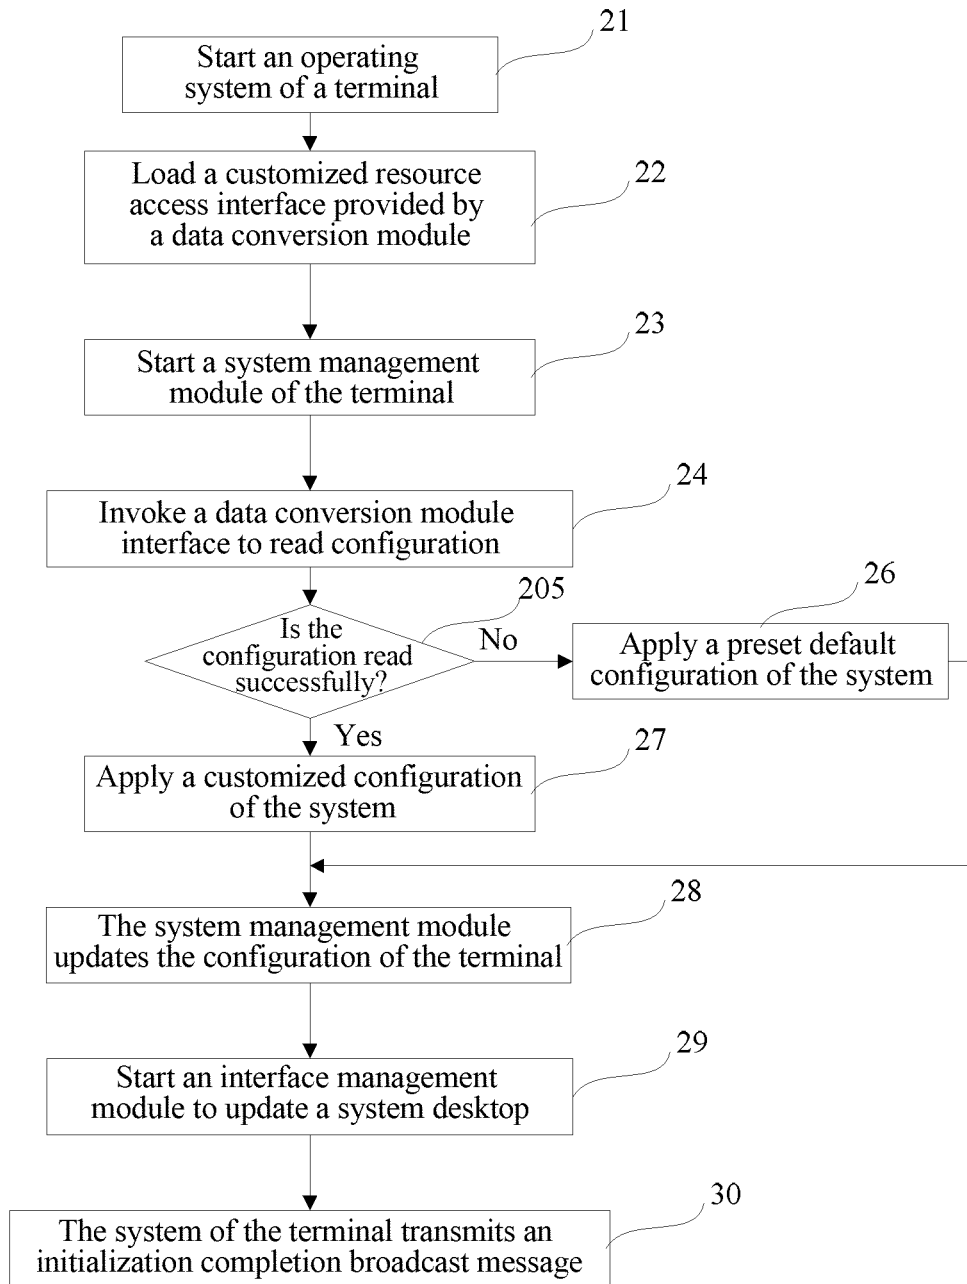 21
Start an operating
system of a terminal
22
Load a customized resource
access interface provided by
a data conversion module
23
Start a system management
module of the terminal
24
Invoke a data conversion module
interface to read configuration
205
Is the
configuration read
successfully?
No
26
Apply a preset default
configuration of the system
Yes
27
Apply a customized configuration
of the system
28
The system management module
updates the configuration of the terminal
29
Start an interface management
module to update a system desktop
30
The system of the terminal transmits an
initialization completion broadcast message